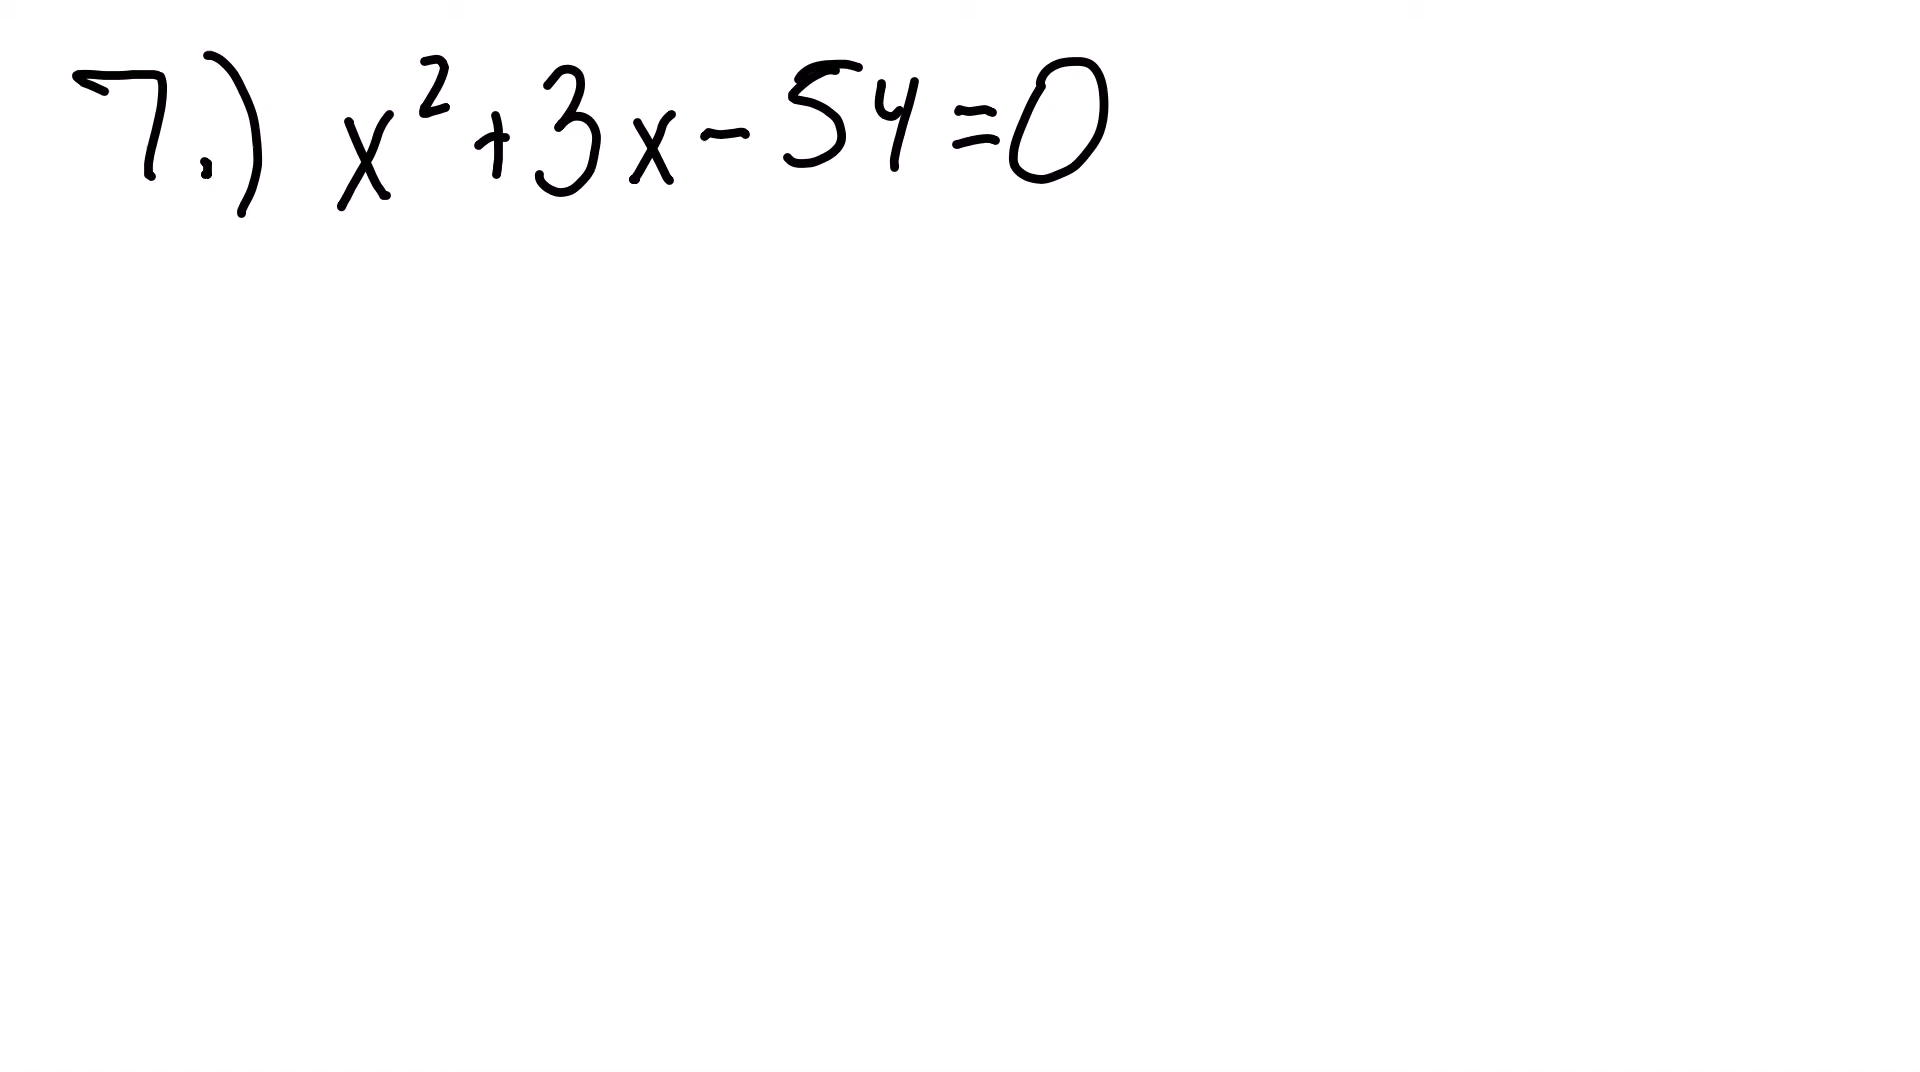 7.) x² + 3x - 54 = 0